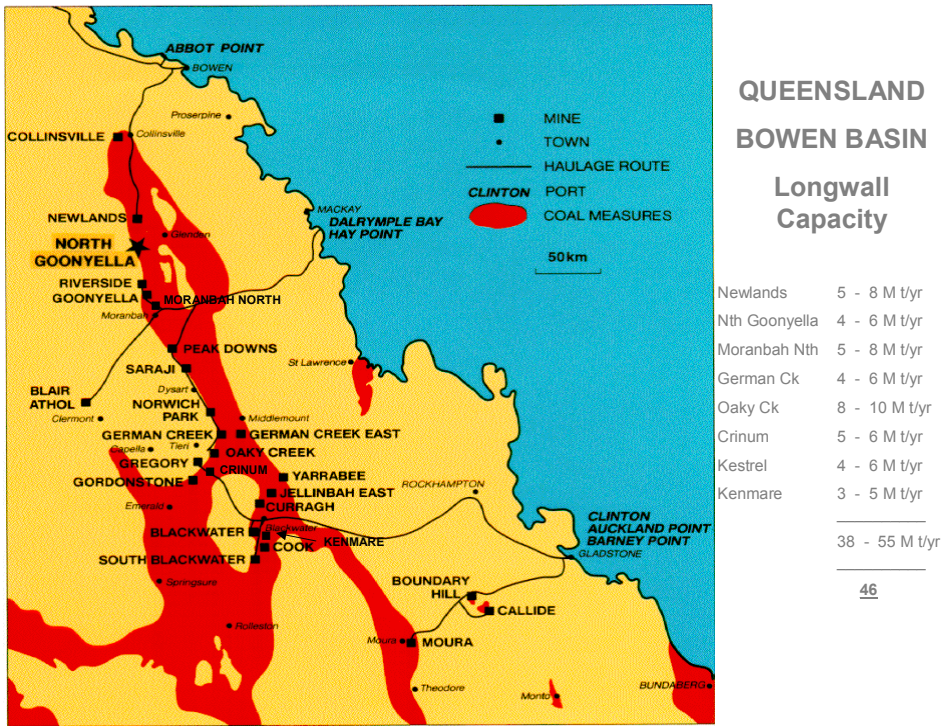 ABBOT POINT
BOWEN
Proserpine
COLLINSVILLE
Collinsville
NEWLANDS
MACKAY
DALRYMPLE BAY
HAY POINT
Glenden
NORTH
GOONYELLA
RIVERSIDE
GOONYELLA
MORANBAH NORTH
Moranbah
PEAK DOWNS
SARAJI
St Lawrence
Dysart
BLAIR
ATHOL
NORWICH
PARK
Clermont
Middlemount
GERMAN CREEK
GERMAN CREEK EAST
Capella
Tieri
OAKY CREEK
GREGORY
CRINUM
GORDONSTONE
YARRABEE
ROCKHAMPTON
JELLINBAH EAST
CURRAGH
Emerald
CLINTON
AUCKLAND POINT
BARNEY POINT
GLADSTONE
Blackwater
BLACKWATER
KENMARE
COOK
SOUTH BLACKWATER
Springsure
BOUNDARY
HILL
CALLIDE
Rolleston
Moura
MOURA
Theodore
Monto
BUNDABERG
MINE
TOWN
HAULAGE ROUTE
CLINTON PORT
COAL MEASURES
50km
QUEENSLAND
BOWEN BASIN
Longwall
Capacity
Newlands 5 - 8 M t/yr
Nth Goonyella 4 - 6 M t/yr
Moranbah Nth 5 - 8 M t/yr
German Ck 4 - 6 M t/yr
Oaky Ck 8 - 10 M t/yr
Crinum 5 - 6 M t/yr
Kestrel 4 - 6 M t/yr
Kenmare 3 - 5 M t/yr
38 - 55 M t/yr
46